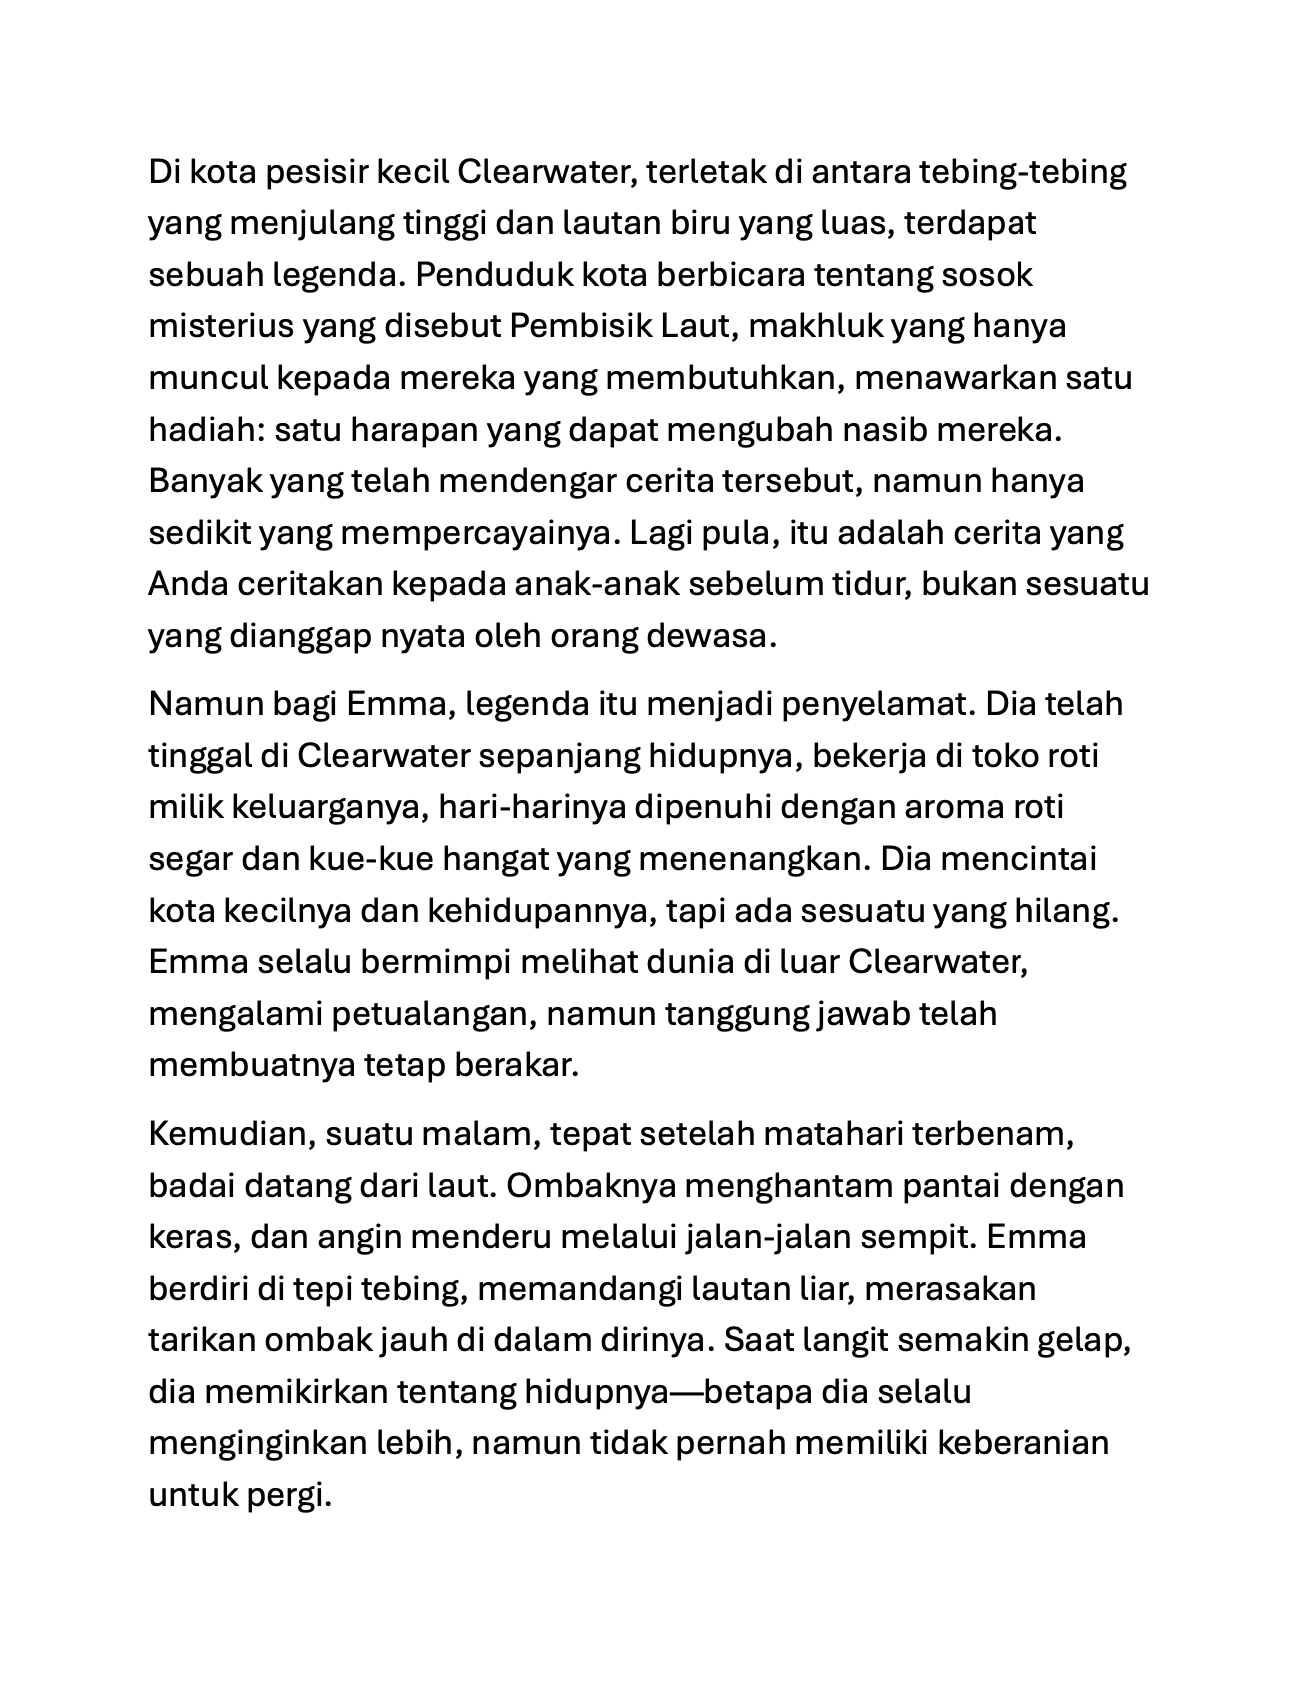 Di kota pesisir kecil Clearwater, terletak di antara tebing-tebing
yang menjulang tinggi dan lautan biru yang luas, terdapat
sebuah legenda. Penduduk kota berbicara tentang sosok
misterius yang disebut Pembisik Laut, makhluk yang hanya
muncul kepada mereka yang membutuhkan, menawarkan satu
hadiah: satu harapan yang dapat mengubah nasib mereka.
Banyak yang telah mendengar cerita tersebut, namun hanya
sedikit yang mempercayainya. Lagi pula, itu adalah cerita yang
Anda ceritakan kepada anak-anak sebelum tidur, bukan sesuatu
yang dianggap nyata oleh orang dewasa.
Namun bagi Emma, legenda itu menjadi penyelamat. Dia telah
tinggal di Clearwater sepanjang hidupnya, bekerja di toko roti
milik keluarganya, hari-harinya dipenuhi dengan aroma roti
segar dan kue-kue hangat yang menenangkan. Dia mencintai
kota kecilnya dan kehidupannya, tapi ada sesuatu yang hilang.
Emma selalu bermimpi melihat dunia di luar Clearwater,
mengalami petualangan, namun tanggung jawab telah
membuatnya tetap berakar.
Kemudian, suatu malam, tepat setelah matahari terbenam,
badai datang dari laut. Ombaknya menghantam pantai dengan
keras, dan angin menderu melalui jalan-jalan sempit. Emma
berdiri di tepi tebing, memandangi lautan liar, merasakan
tarikan ombak jauh di dalam dirinya. Saat langit semakin gelap,
dia memikirkan tentang hidupnya—betapa dia selalu
menginginkan lebih, namun tidak pernah memiliki keberanian
untuk pergi.